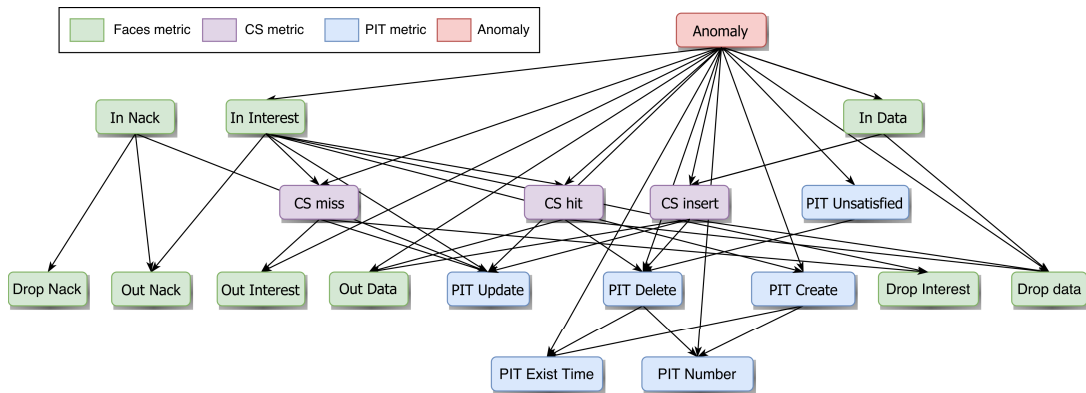 Faces metric CS metric PIT metric Anomaly
Anomaly
In Nack In Interest In Data
CS miss CS hit CS insert PIT Unsatisfied
Drop Nack Out Nack Out Interest Out Data PIT Update PIT Delete PIT Create Drop Interest Drop data
PIT Exist Time PIT Number